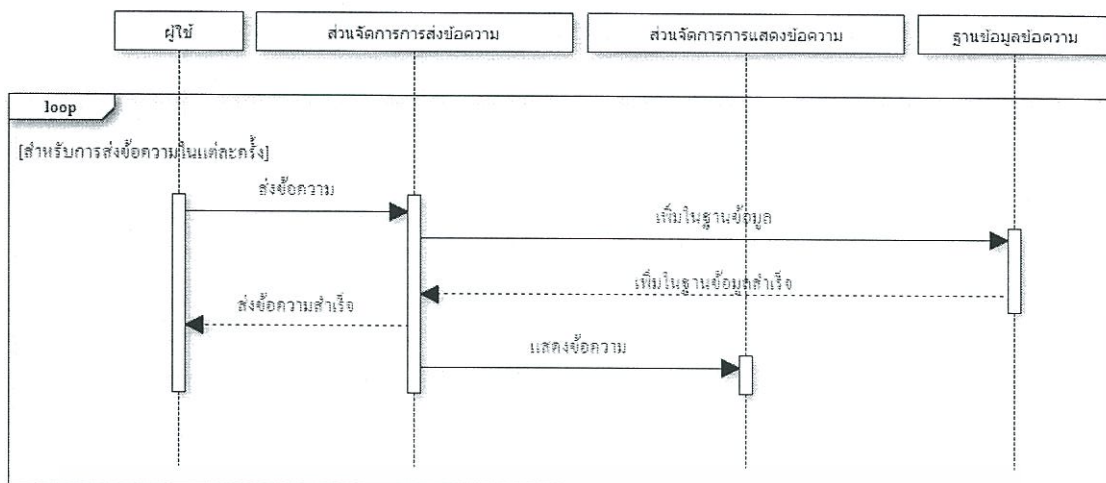 ผู้ใช้
ส่วนจัดการการส่งข้อความ
ส่วนจัดการการแสดงข้อความ
ฐานข้อมูลข้อความ
loop
[สำหรับการส่งข้อความในแต่ละครั้ง]
ส่งข้อความ
เพิ่มในฐานข้อมูล
เพิ่มในฐานข้อมูลสำเร็จ
ส่งข้อความสำเร็จ
แสดงข้อความ